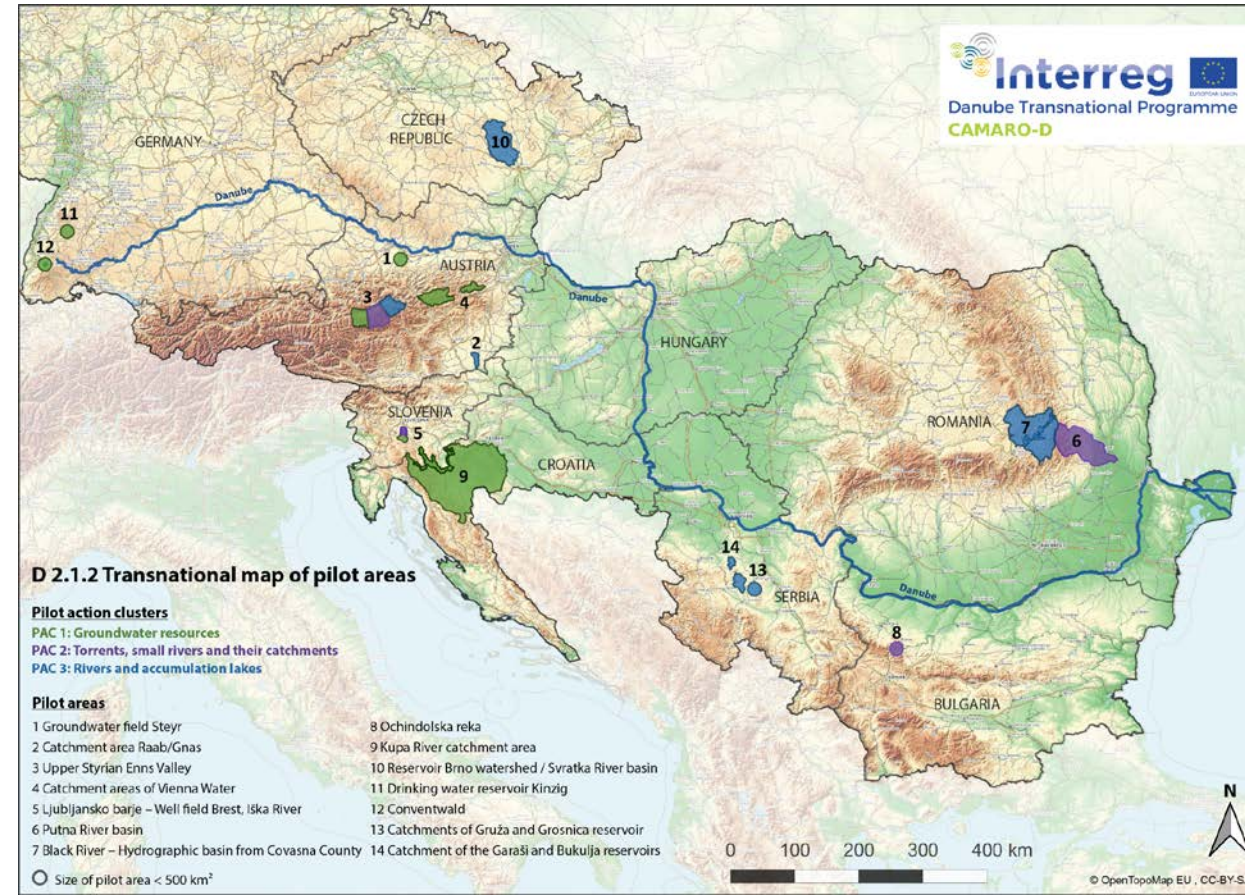 Interreg
EUROPEAN UNION
Danube Transnational Programme
CAMARO-D
CZECH
REPUBLIC
GERMANY
10
Danube
11
12
1
AUSTRIA
3
4
Danube
2
HUNGARY
SLOVENIA
5
ROMANIA
7
6
9
CROATIA
14
13
SERBIA
Danube
8
BULGARIA
D 2.1.2 Transnational map of pilot areas
Pilot action clusters
PAC 1: Groundwater resources
PAC 2: Torrents, small rivers and their catchments
PAC 3: Rivers and accumulation lakes
Pilot areas
1 Groundwater field Steyr
2 Catchment area Raab/Gnas
3 Upper Styrian Enns Valley
4 Catchment areas of Vienna Water
5 Ljubljansko barje – Well field Brest, Iška River
6 Putna River basin
7 Black River – Hydrographic basin from Covasna County
8 Ochindolska reka
9 Kupa River catchment area
10 Reservoir Brno watershed / Svratka River basin
11 Drinking water reservoir Kinzig
12 Conventwald
13 Catchments of Gruža and Grosnica reservoir
14 Catchment of the Garaši and Bukulja reservoirs
Size of pilot area < 500 km²
0 100 200 300 400 km
N
© OpenTopoMap EU , CC-BY-S